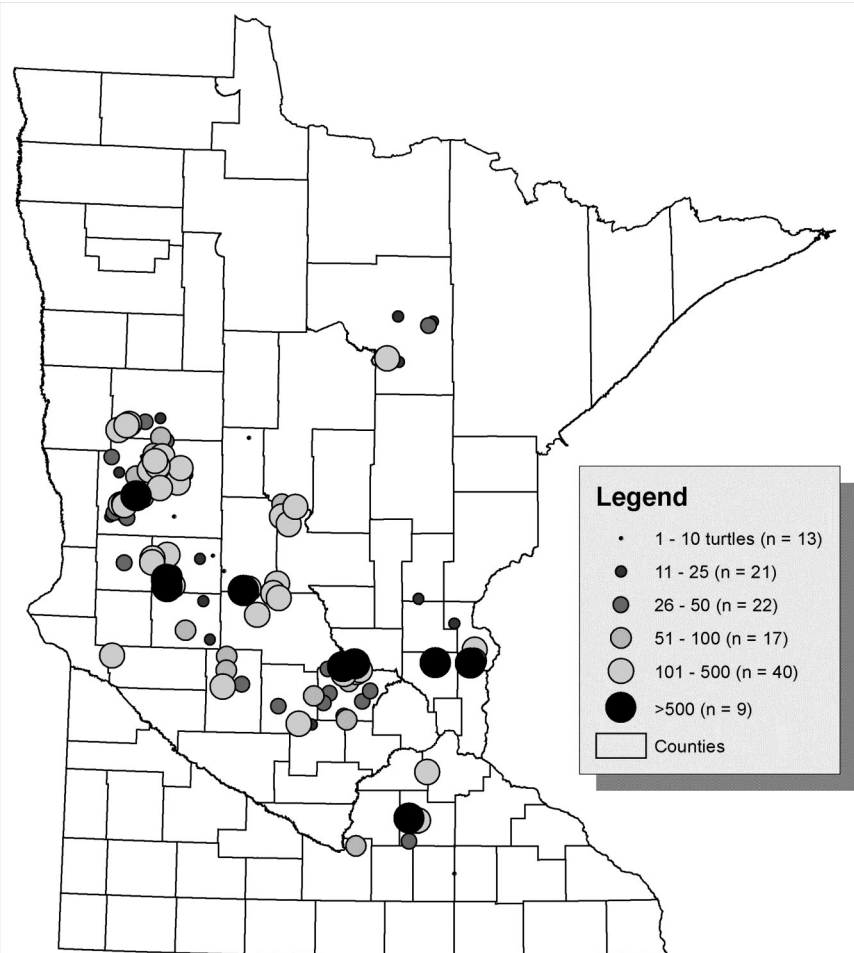 Legend
1 - 10 turtles (n = 13)
11 - 25 (n = 21)
26 - 50 (n = 22)
51 - 100 (n = 17)
101 - 500 (n = 40)
>500 (n = 9)
Counties